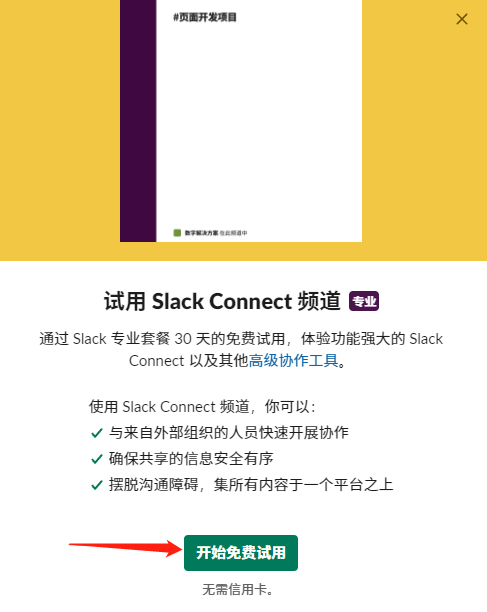 #页面开发项目
数字解决方案 在此频道中
试用 Slack Connect 频道 专业
通过 Slack 专业套餐 30 天的免费试用，体验功能强大的 Slack
Connect 以及其他高级协作工具。
使用 Slack Connect 频道，你可以：
与来自外部组织的人员快速开展协作
确保共享的信息安全有序
摆脱沟通障碍，集所有内容于一个平台之上
开始免费试用
无需信用卡。